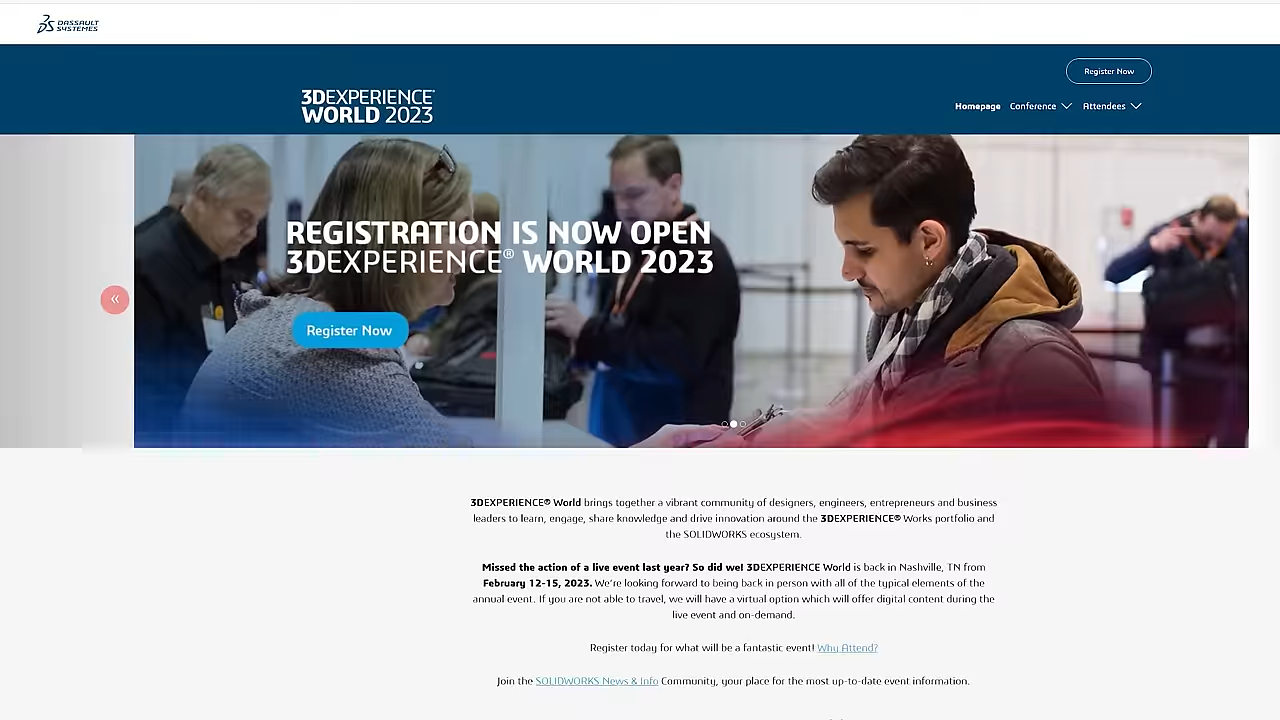 DASSAULT
SYSTEMES
Register Now
3DEXPERIENCE®
WORLD 2023
Homepage Conference Attendees
REGISTRATION IS NOW OPEN
3DEXPERIENCE® WORLD 2023
«
Register Now
3DEXPERIENCE® World brings together a vibrant community of designers, engineers, entrepreneurs and business
leaders to learn, engage, share knowledge and drive innovation around the 3DEXPERIENCE® Works portfolio and
the SOLIDWORKS ecosystem.
Missed the action of a live event last year? So did we! 3DEXPERIENCE World is back in Nashville, TN from
February 12-15, 2023. We're looking forward to being back in person with all of the typical elements of the
annual event. If you are not able to travel, we will have a virtual option which will offer digital content during the
live event and on-demand.
Register today for what will be a fantastic event! Why Attend?
Join the SOLIDWORKS News & Info Community, your place for the most up-to-date event information.